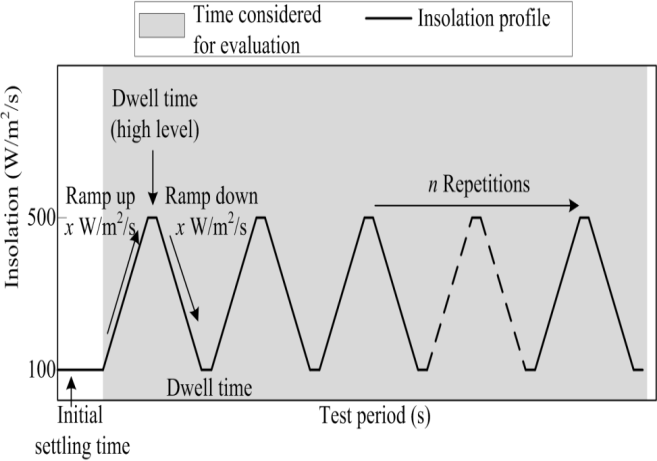 Time considered
for evaluation
Insolation profile
Insolation (W/m²/s)
Dwell time
(high level)
Ramp up
x W/m²/s
Ramp down
x W/m²/s
n Repetitions
500
100
Dwell time
Initial
settling time
Test period (s)